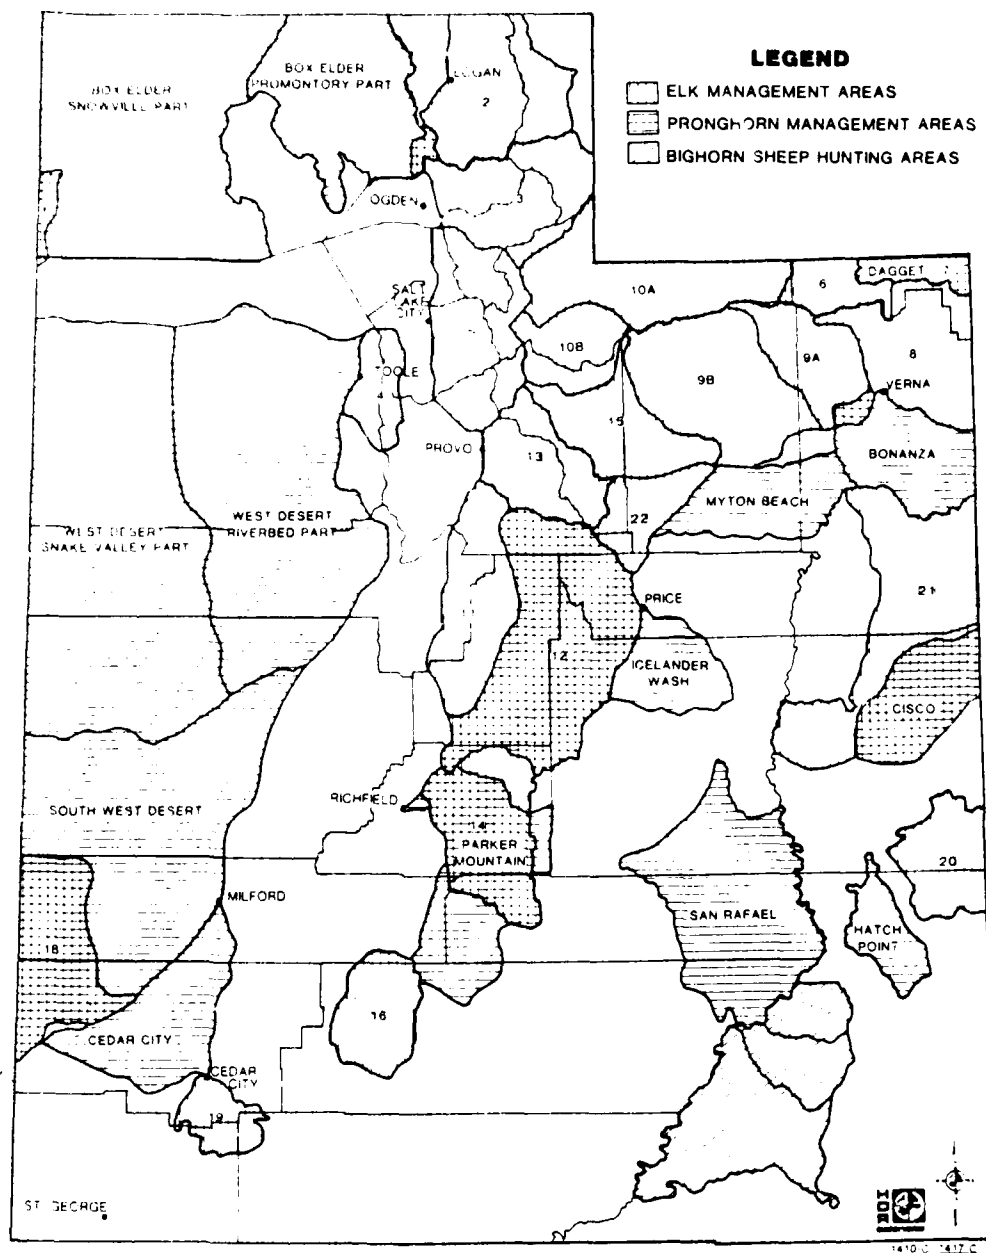 LEGEND
ELK MANAGEMENT AREAS
PRONGHORN MANAGEMENT AREAS
BIGHORN SHEEP HUNTING AREAS
BOX ELDER
SNOWVILLE PART
BOX ELDER
PROMONTORY PART
LOGAN
2
OGDEN
3
SALT
LAKE
CITY
10A
6
DAGGET
7
10B
9A
8
TOOLE
4
9B
VERNA
15
PROVO
13
BONANZA
MYTON BEACH
WEST DESERT
SNAKE VALLEY PART
WEST DESERT
RIVERBED PART
22
21
PRICE
12
ICELANDER
WASH
CISCO
RICHFIELD
SOUTH WEST DESERT
14
PARKER
MOUNTAIN
20
MILFORD
SAN RAFAEL
HATCH
POINT
18
16
CEDAR CITY
CEDAR
CITY
19
ST GEORGE
HDR
1410 C 1417 C